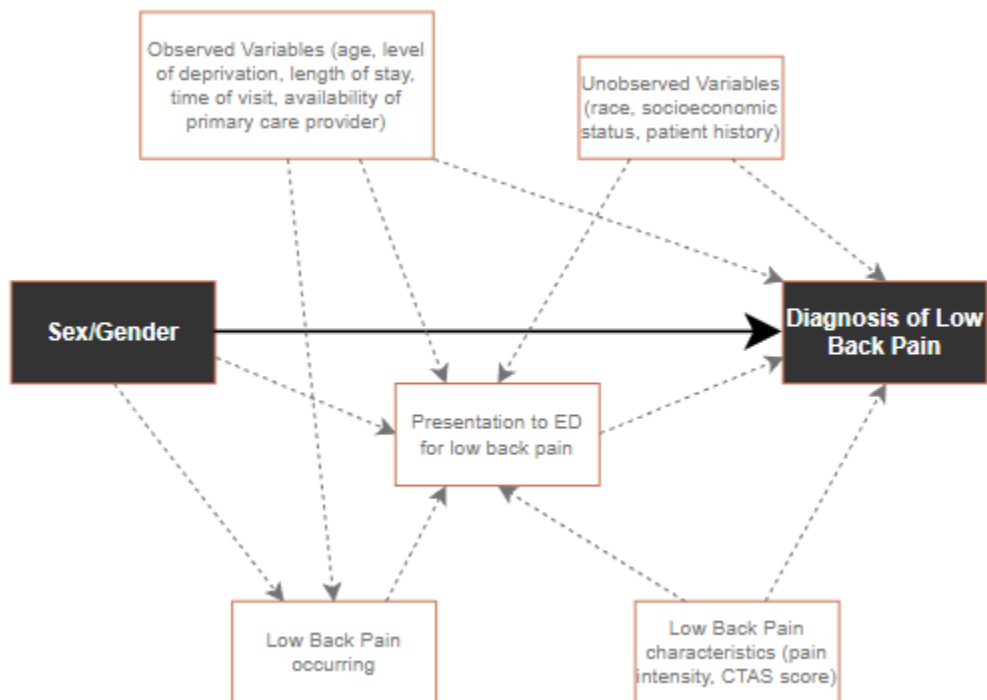 Observed Variables (age, level
of deprivation, length of stay,
time of visit, availability of
primary care provider)
Unobserved Variables
(race, socioeconomic
status, patient history)
Sex/Gender
Diagnosis of Low
Back Pain
Presentation to ED
for low back pain
Low Back Pain
occurring
Low Back Pain
characteristics (pain
intensity, CTAS score)